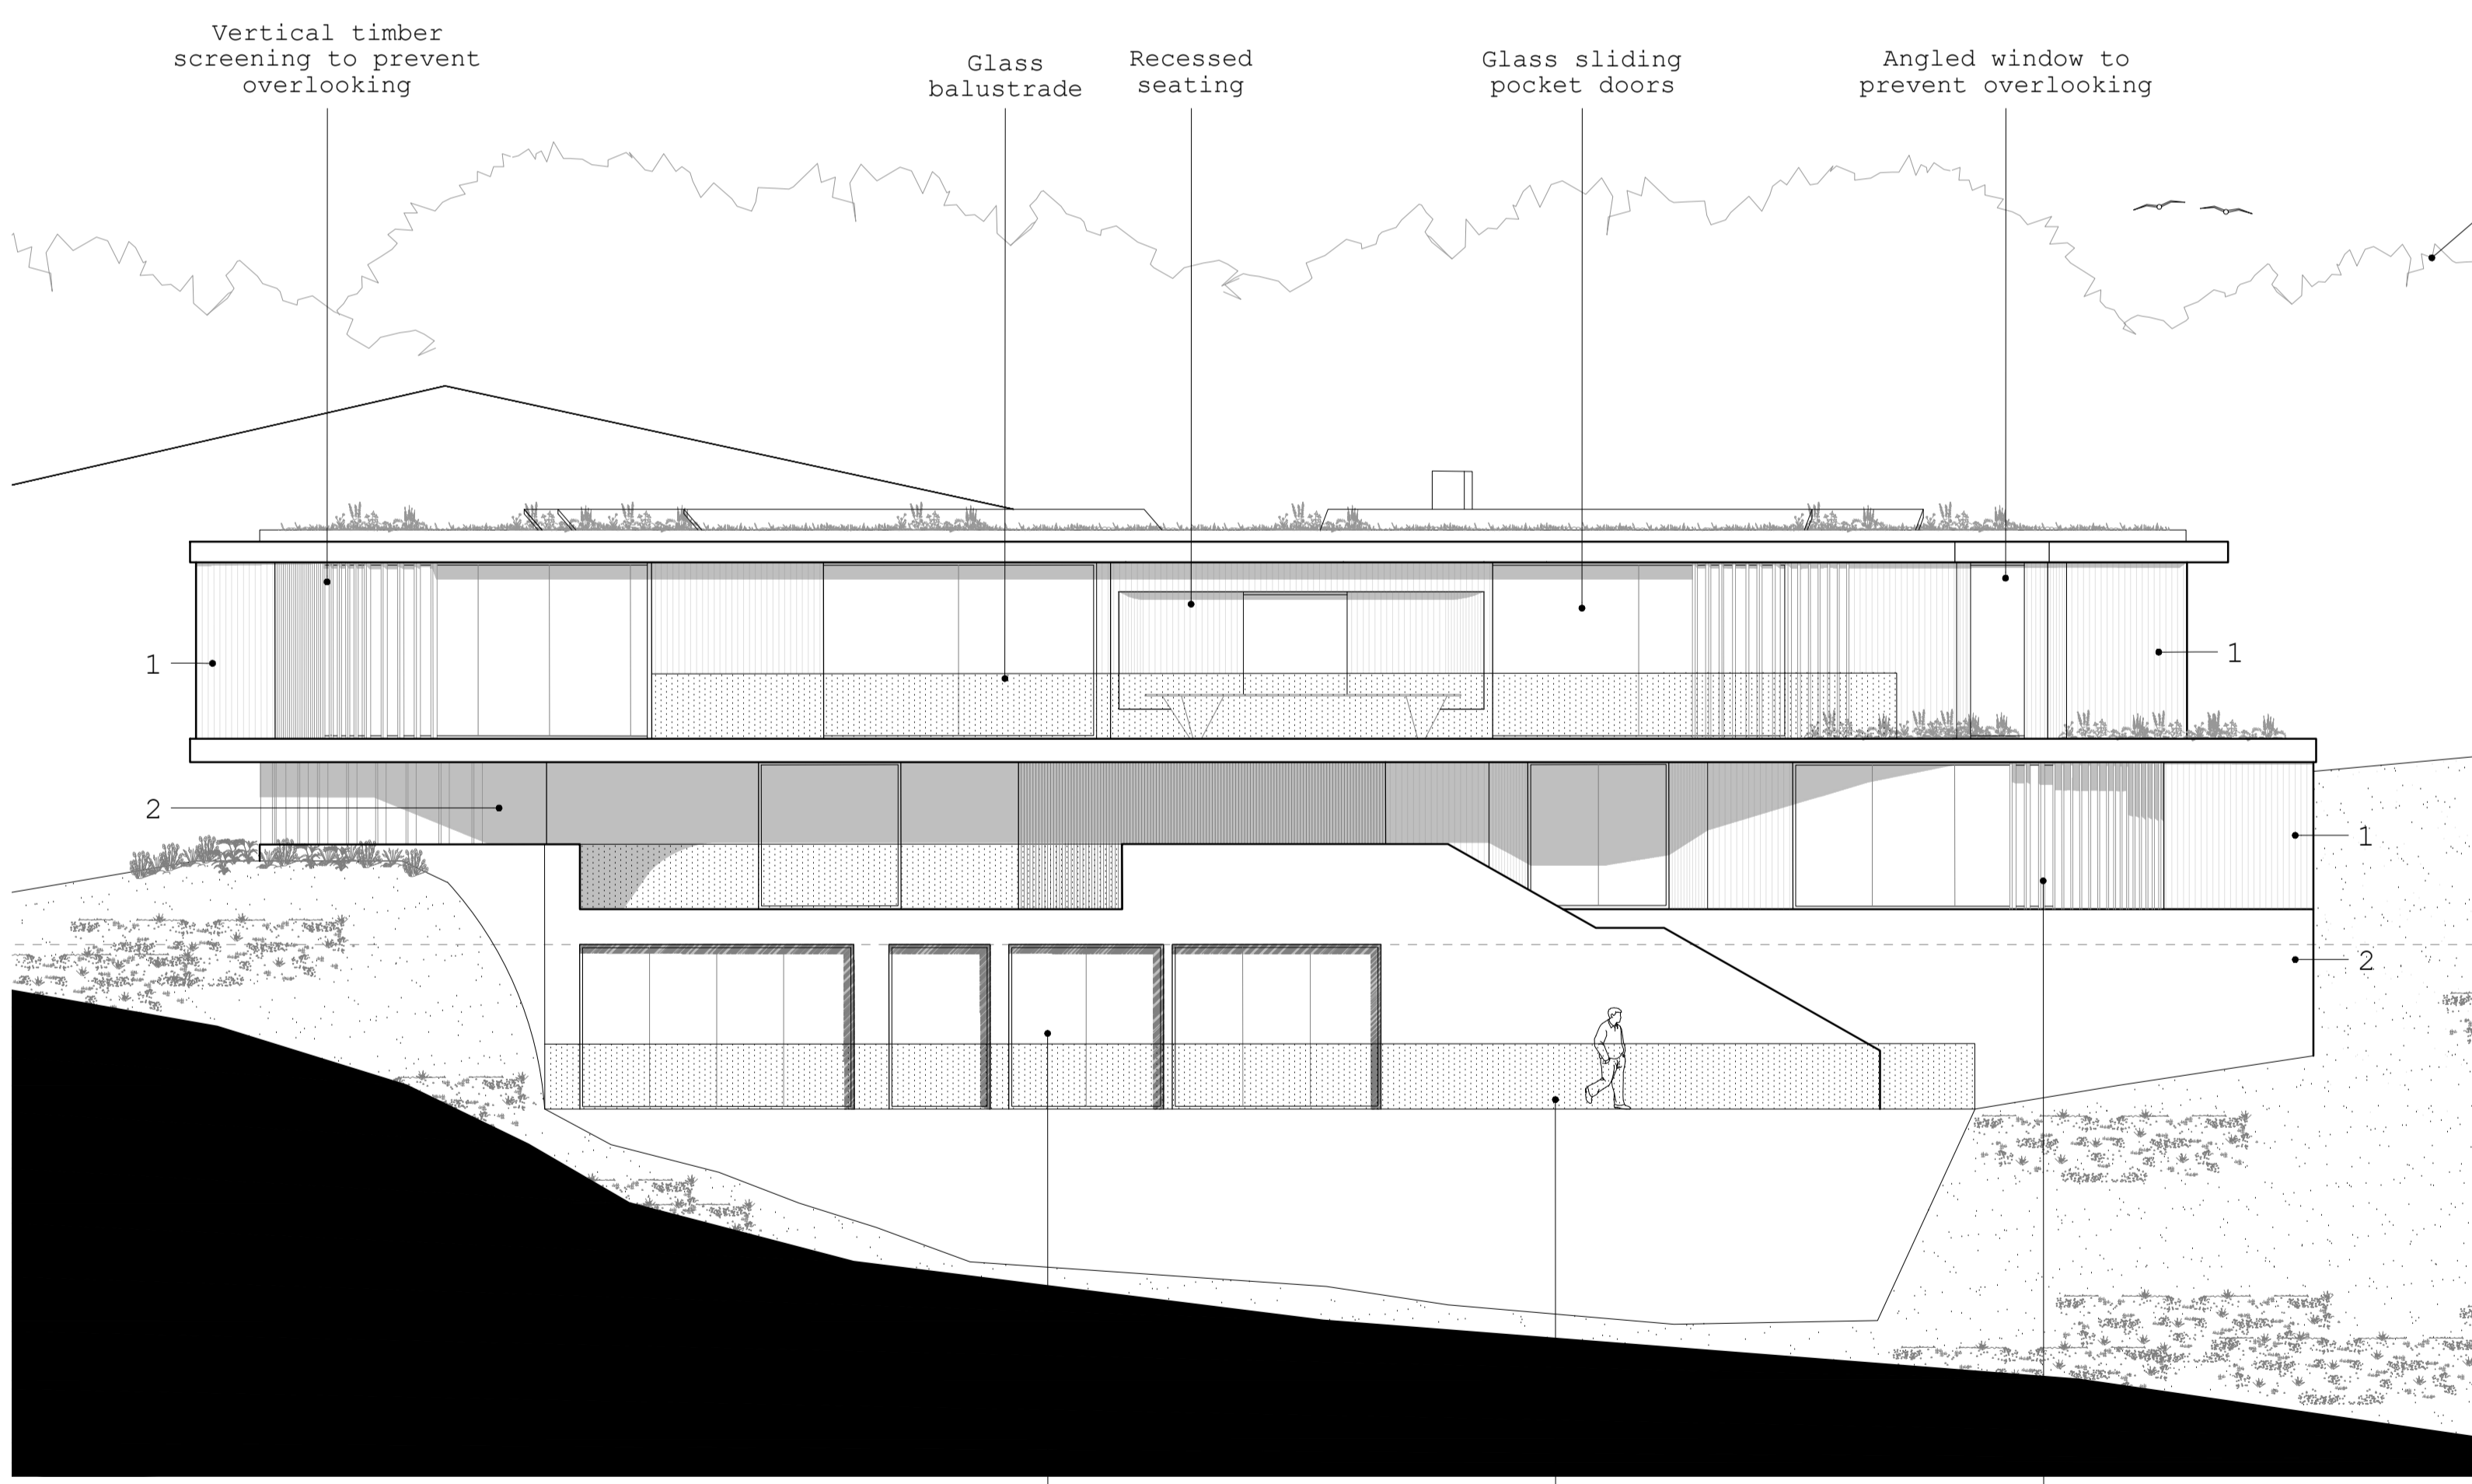 Vertical timber
screening to prevent
overlooking
Glass
balustrade
Recessed
seating
Glass sliding
pocket doors
Angled window to
prevent overlooking
1
1
2
1
2